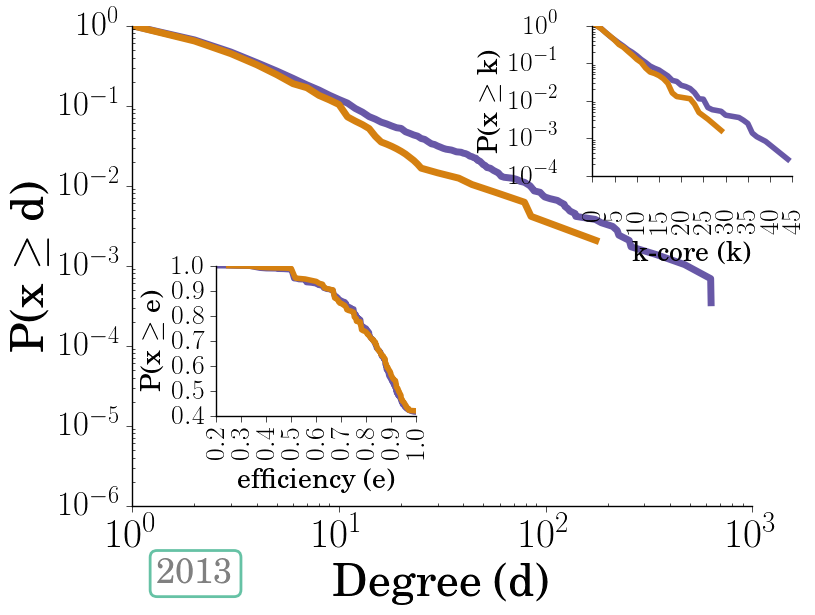 10^0
10^-1
10^-2
10^-3
10^-4
10^-5
10^-6
P(x ≥ d)
10^0
10^-1
10^-2
10^-3
10^-4
P(x ≥ k)
0 5 10 15 20 25 30 35 40 45
k-core (k)
1.0
0.9
0.8
0.7
0.6
0.5
0.4
P(x ≥ e)
0.2 0.3 0.4 0.5 0.6 0.7 0.8 0.9 1.0
efficiency (e)
10^0 10^1 10^2 10^3
Degree (d)
2013